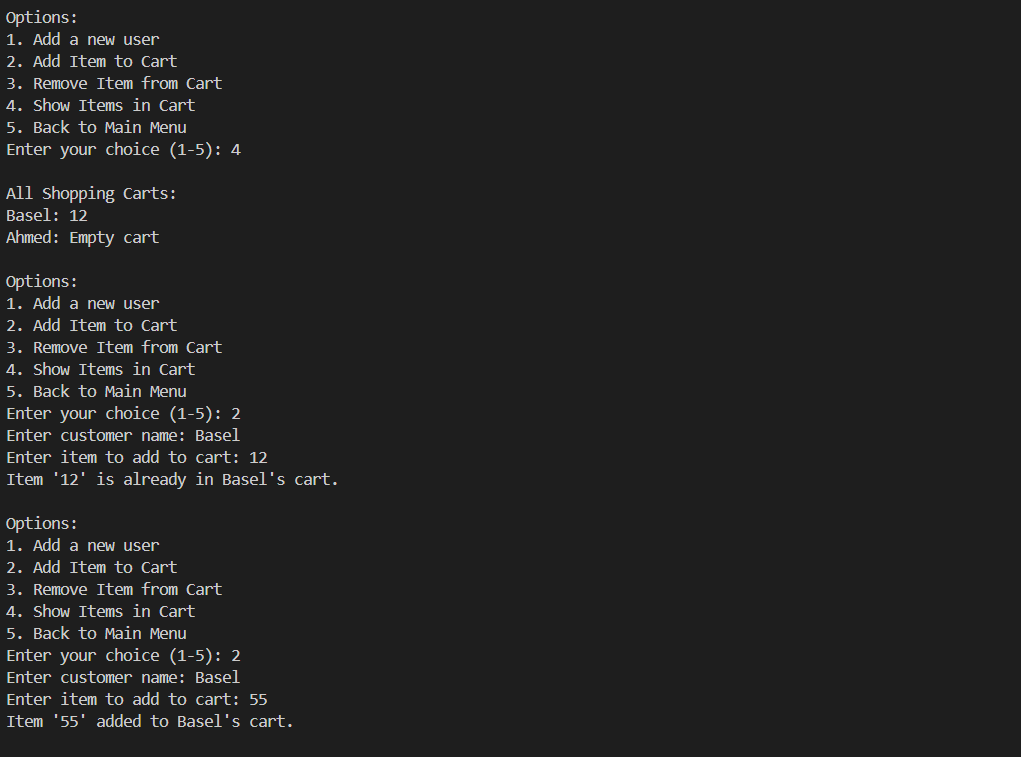 Options:
1. Add a new user
2. Add Item to Cart
3. Remove Item from Cart
4. Show Items in Cart
5. Back to Main Menu
Enter your choice (1-5): 4

All Shopping Carts:
Basel: 12
Ahmed: Empty cart

Options:
1. Add a new user
2. Add Item to Cart
3. Remove Item from Cart
4. Show Items in Cart
5. Back to Main Menu
Enter your choice (1-5): 2
Enter customer name: Basel
Enter item to add to cart: 12
Item '12' is already in Basel's cart.

Options:
1. Add a new user
2. Add Item to Cart
3. Remove Item from Cart
4. Show Items in Cart
5. Back to Main Menu
Enter your choice (1-5): 2
Enter customer name: Basel
Enter item to add to cart: 55
Item '55' added to Basel's cart.